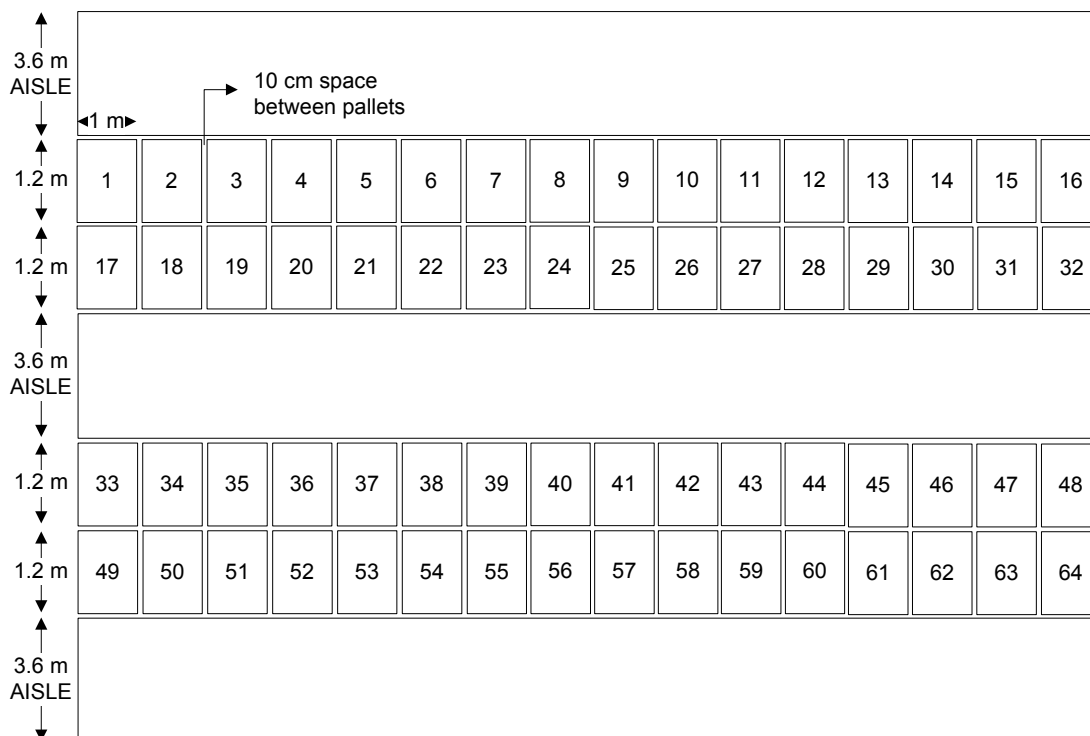 3.6 m
AISLE
10 cm space
between pallets
1 m
1.2 m
1 2 3 4 5 6 7 8 9 10 11 12 13 14 15 16
1.2 m
17 18 19 20 21 22 23 24 25 26 27 28 29 30 31 32
3.6 m
AISLE
1.2 m
33 34 35 36 37 38 39 40 41 42 43 44 45 46 47 48
1.2 m
49 50 51 52 53 54 55 56 57 58 59 60 61 62 63 64
3.6 m
AISLE